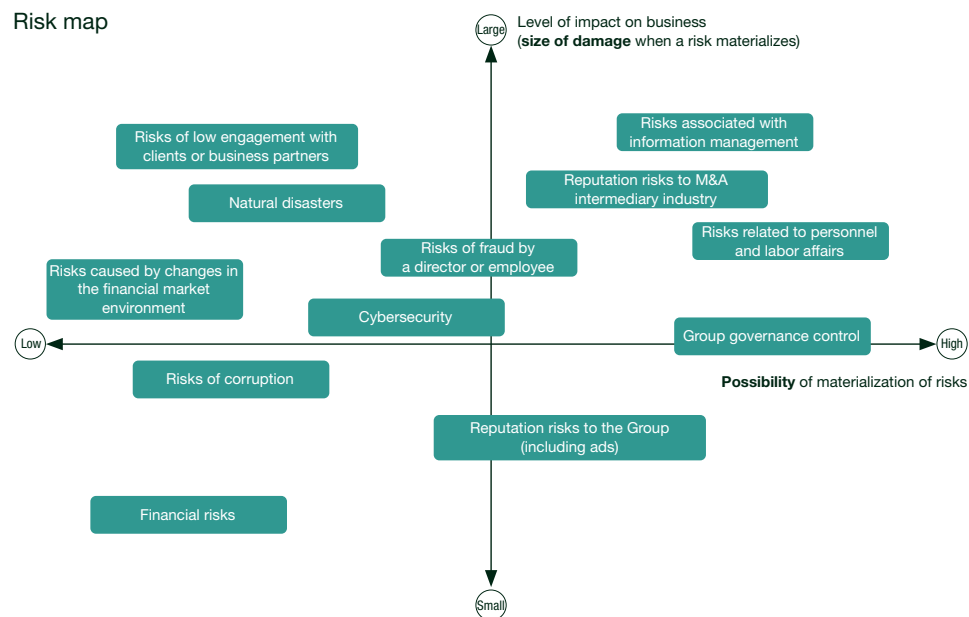 Risk map
Large
Level of impact on business
(size of damage when a risk materializes)
Risks of low engagement with
clients or business partners
Risks associated with
information management
Natural disasters
Reputation risks to M&A
intermediary industry
Risks of fraud by
a director or employee
Risks related to personnel
and labor affairs
Risks caused by changes in
the financial market
environment
Cybersecurity
Group governance control
Low
High
Risks of corruption
Possibility of materialization of risks
Reputation risks to the Group
(including ads)
Financial risks
Small